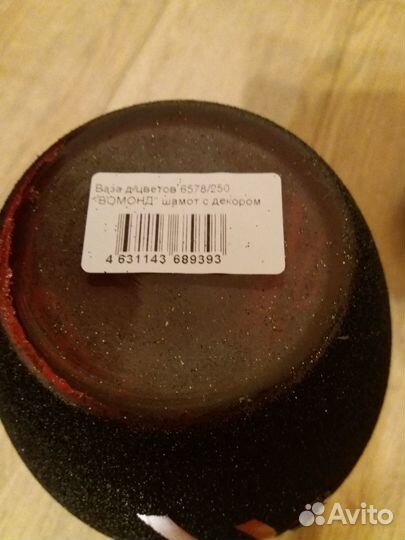 Ваза д/цветов 6578/250
"ВОМОНД" шамот с декором
4 631143 689393
Avito